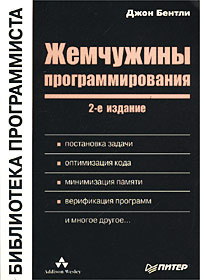 Джон Бентли
БИБЛИОТЕКА ПРОГРАММИСТА
Жемчужины
программирования
2-е издание
постановка задачи
оптимизация кода
минимизация памяти
верификация программ
и многое другое...
Addison Wesley
ПИТЕР